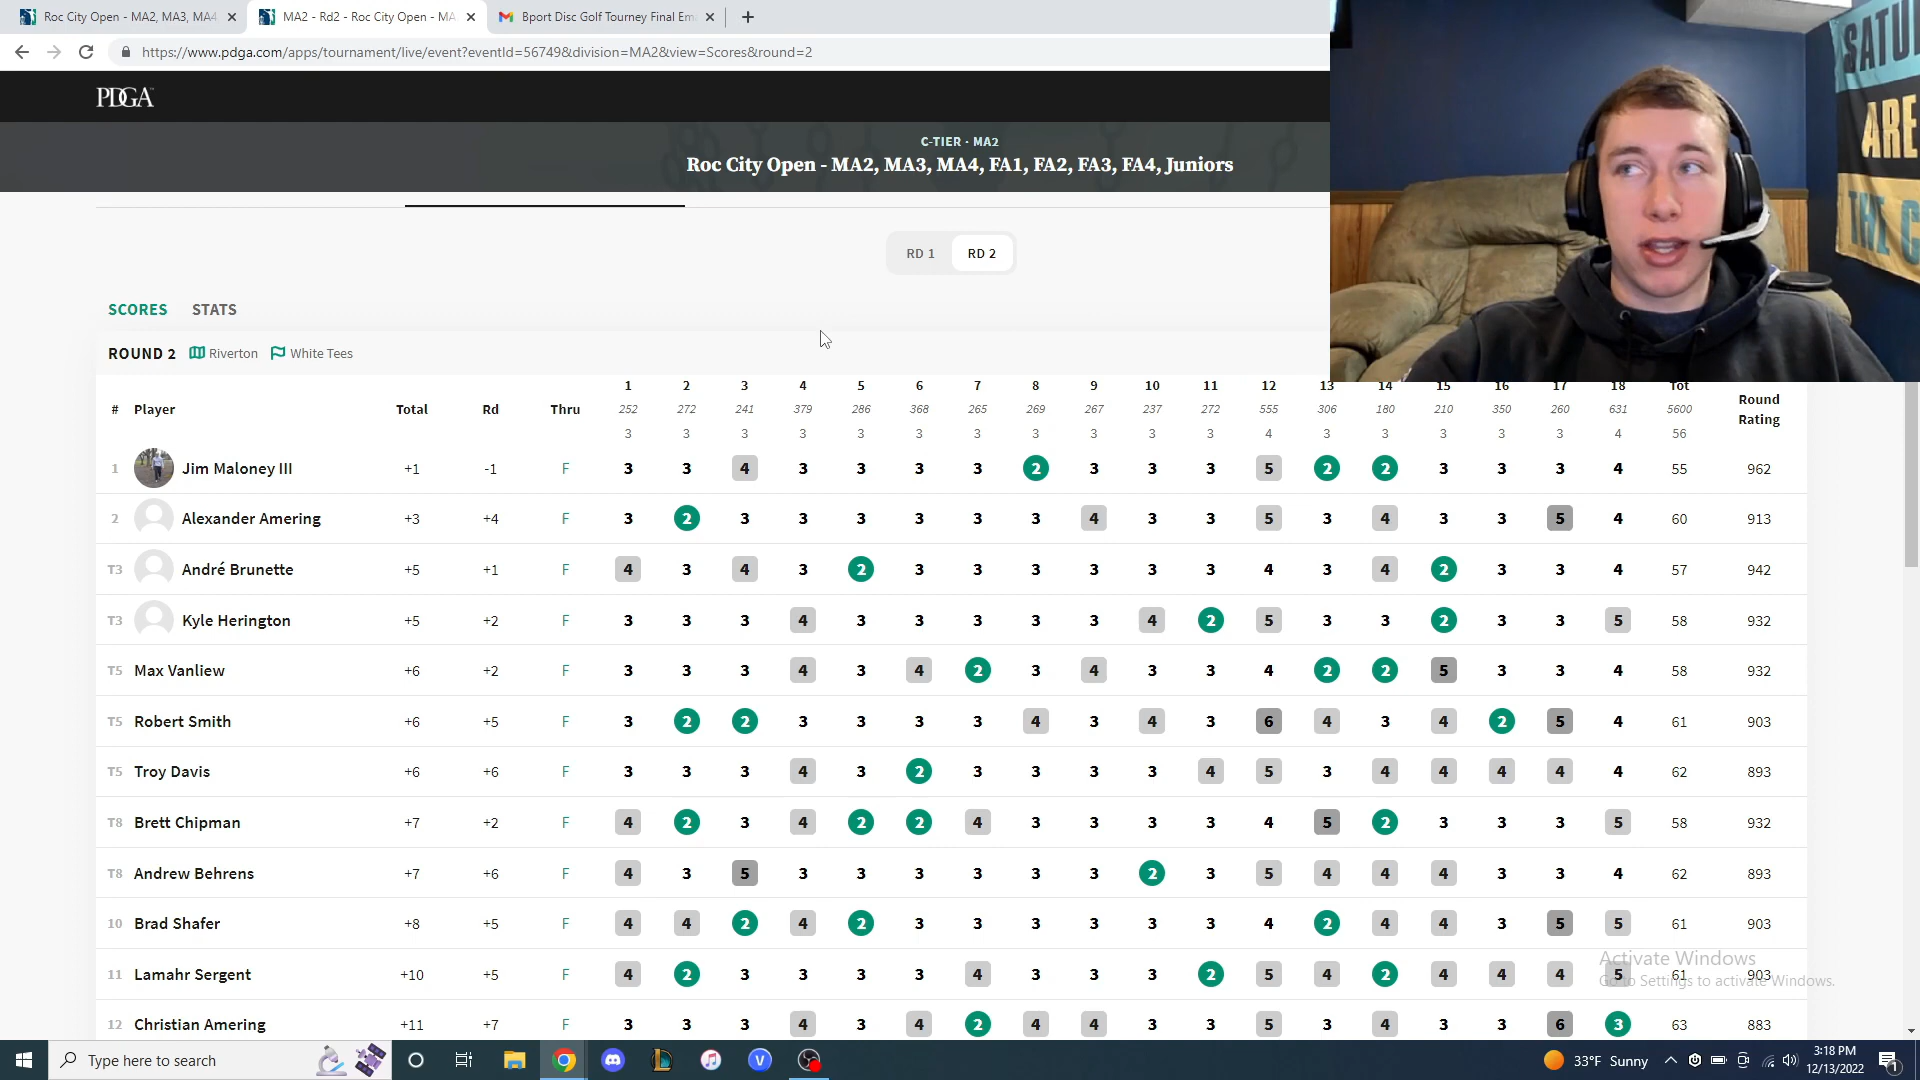 Roc City Open - MA2, MA3, MA4
MA2 - Rd2 - Roc City Open - MA
Bport Disc Golf Tourney Final Em
https://www.pdga.com/apps/tournament/live/event?eventId=56749&division=MA2&view=Scores&round=2
PDGA
C-TIER · MA2
Roc City Open - MA2, MA3, MA4, FA1, FA2, FA3, FA4, Juniors
RD 1 RD 2
SCORES STATS
ROUND 2 Riverton White Tees
# Player Total Rd Thru 1 2 3 4 5 6 7 8 9 10 11 12 13 14 15 16 17 18 Tot Round Rating
252 272 241 379 286 368 265 269 267 237 272 555 306 180 210 350 260 631 5600
3 3 3 3 3 3 3 3 3 3 3 4 3 3 3 3 3 4 56
1 Jim Maloney III +1 -1 F 3 3 4 3 3 3 3 2 3 3 3 5 2 2 3 3 3 4 55 962
2 Alexander Amering +3 +4 F 3 2 3 3 3 3 3 3 4 3 3 5 3 4 3 3 5 4 60 913
T3 André Brunette +5 +1 F 4 3 4 3 2 3 3 3 3 3 3 4 3 4 2 3 3 4 57 942
T3 Kyle Herington +5 +2 F 3 3 3 4 3 3 3 3 3 4 2 5 3 3 2 3 3 5 58 932
T5 Max Vanliew +6 +2 F 3 3 3 4 3 4 2 3 4 3 3 4 2 2 5 3 3 4 58 932
T5 Robert Smith +6 +5 F 3 2 2 3 3 3 3 4 3 4 3 6 4 3 4 2 5 4 61 903
T5 Troy Davis +6 +6 F 3 3 3 4 3 2 3 3 3 3 4 5 3 4 4 4 4 4 62 893
T8 Brett Chipman +7 +2 F 4 2 3 4 2 2 4 3 3 3 3 4 5 2 3 3 3 5 58 932
T8 Andrew Behrens +7 +6 F 4 3 5 3 3 3 3 3 3 2 3 5 4 4 4 3 3 4 62 893
10 Brad Shafer +8 +5 F 4 4 2 4 2 3 3 3 3 3 3 4 2 4 4 3 5 5 61 903
11 Lamahr Sergent +10 +5 F 4 2 3 3 3 3 4 3 3 3 2 5 4 2 4 4 4 5 61 903
12 Christian Amering +11 +7 F 3 3 3 4 3 4 2 4 4 3 3 5 3 4 3 3 6 3 63 883
Activate Windows
Go to Settings to activate Windows.
Type here to search
33°F Sunny
3:18 PM
12/13/2022
1
SATU
ARE
THE C